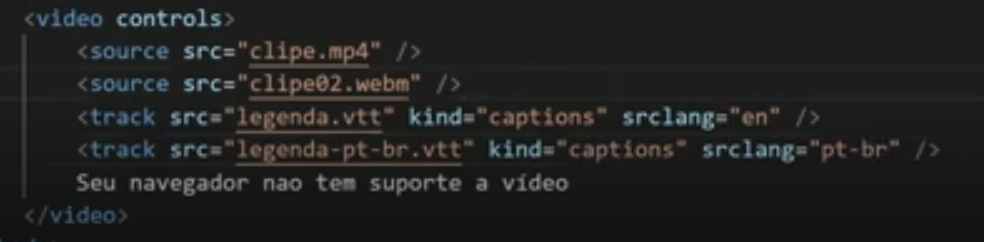 <video controls>
<source src="clipe.mp4" />
<source src="clipe02.webm" />
<track src="legenda.vtt" kind="captions" srclang="en" />
<track src="legenda-pt-br.vtt" kind="captions" srclang="pt-br" />
Seu navegador nao tem suporte a vídeo
</video>